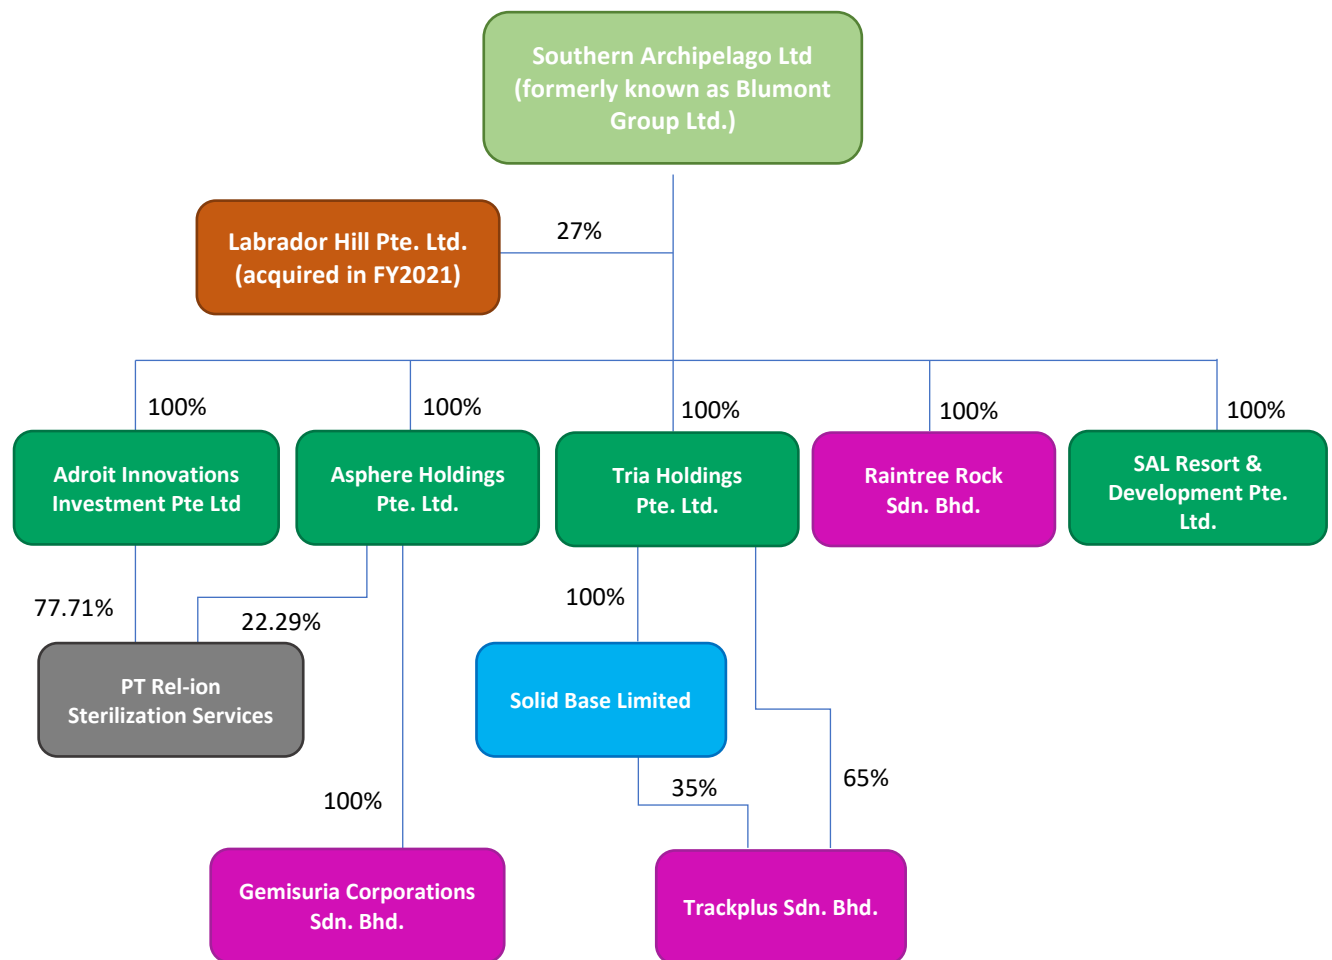 Southern Archipelago Ltd
(formerly known as Blumont
Group Ltd.)
Labrador Hill Pte. Ltd.
(acquired in FY2021)
27%
100%
100%
100%
100%
100%
Adroit Innovations
Investment Pte Ltd
Asphere Holdings
Pte. Ltd.
Tria Holdings
Pte. Ltd.
Raintree Rock
Sdn. Bhd.
SAL Resort &
Development Pte.
Ltd.
77.71%
22.29%
100%
PT Rel-ion
Sterilization Services
Solid Base Limited
100%
35%
65%
Gemisuria Corporations
Sdn. Bhd.
Trackplus Sdn. Bhd.